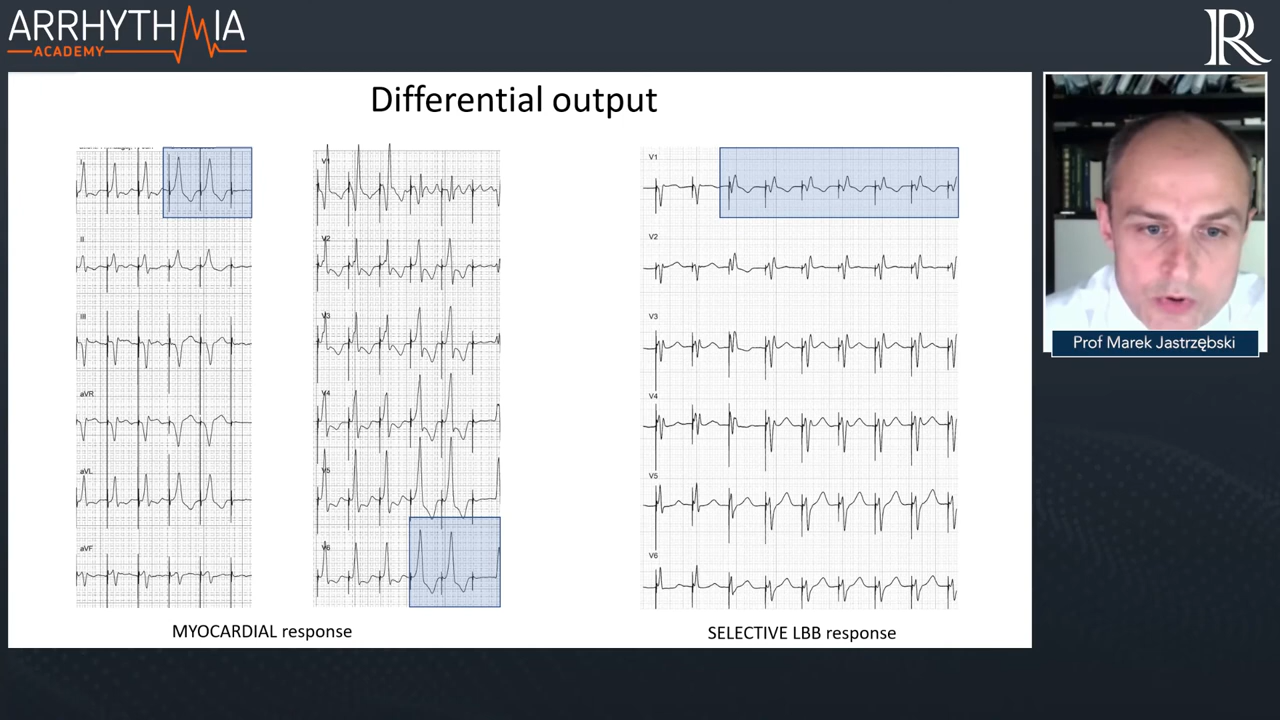 ARRHYTHMIA
ACADEMY
R
Differential output
I
II
III
aVR
aVL
aVF
V1
V2
V3
V4
V5
V6
V1
V2
V3
V4
V5
V6
MYOCARDIAL response
SELECTIVE LBB response
Prof Marek Jastrzębski